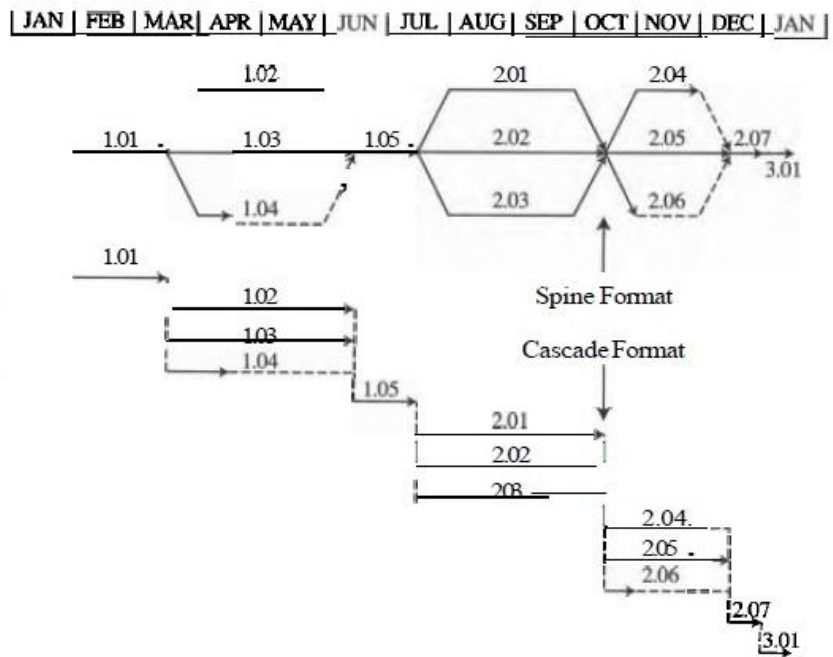 JAN FEB MAR APR MAY JUN JUL AUG SEP OCT NOV DEC JAN
1.02 2.01 2.04
1.01 1.03 1.05 2.02 2.05 2.07
3.01
1.04 2.03 2.06
1.01
1.02
Spine Format
1.03
Cascade Format
1.04
1.05
2.01
2.02
203
2.04
2.05
2.06
2.07
3.01